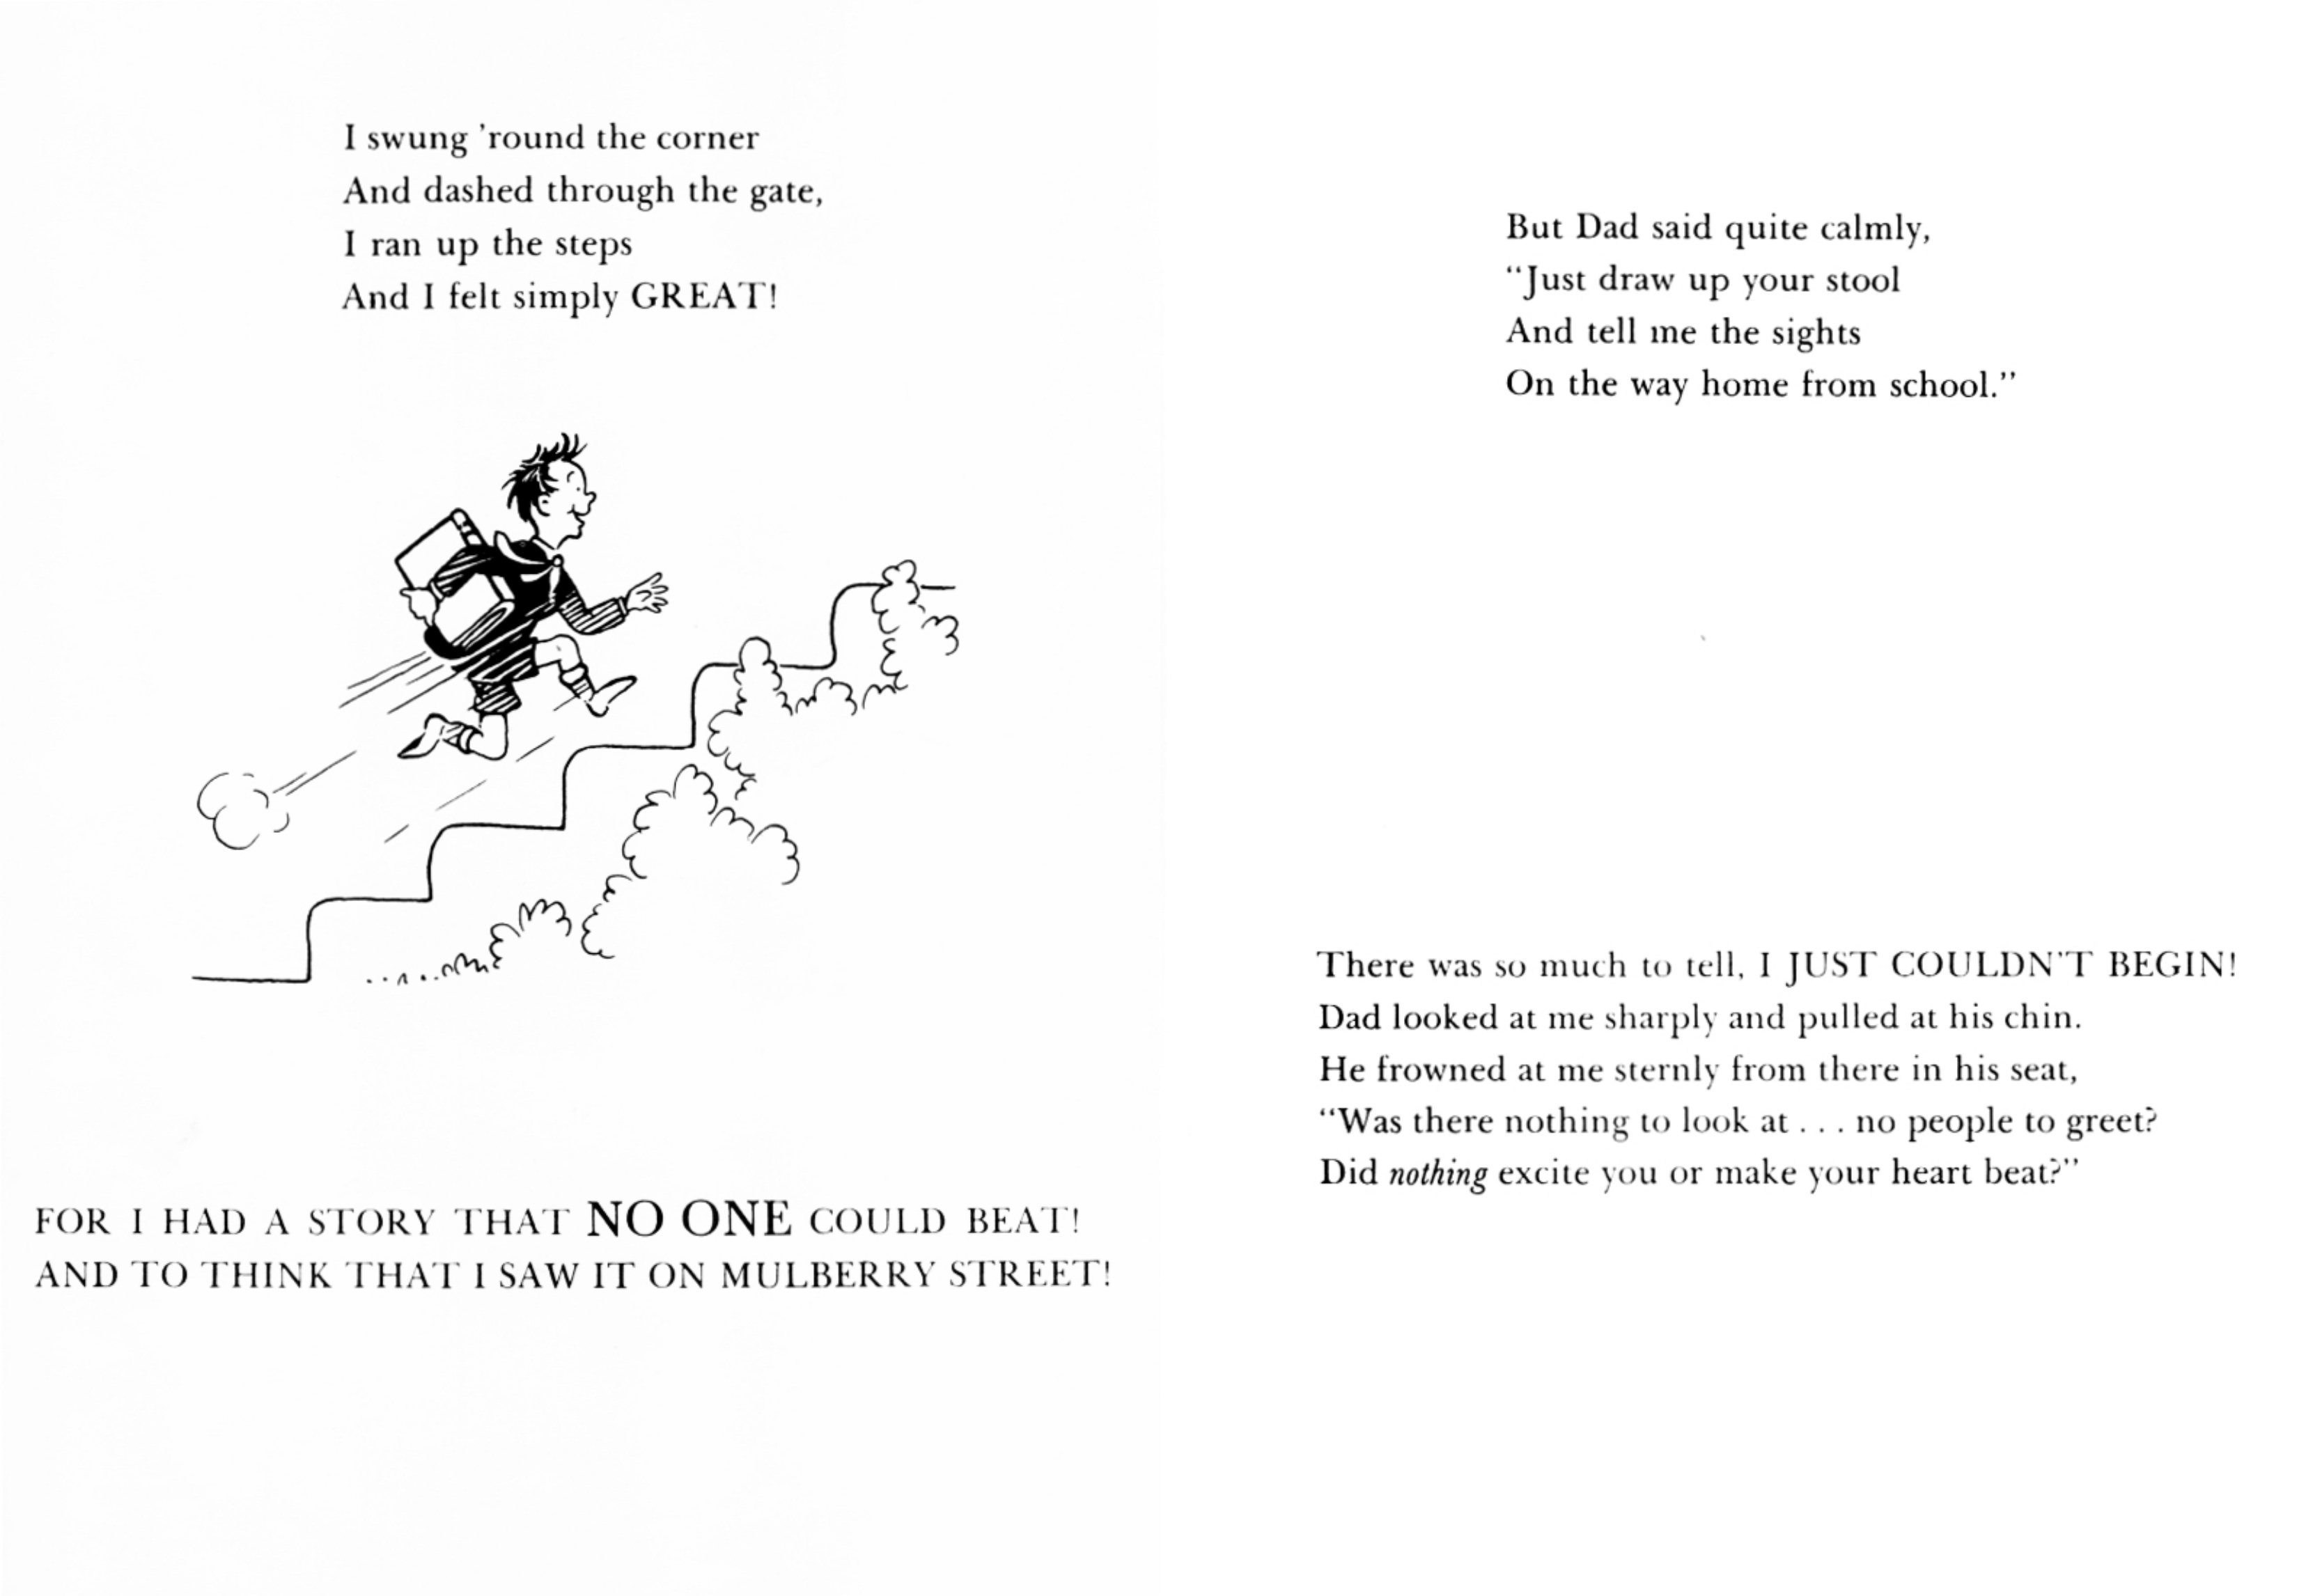 I swung ’round the corner
And dashed through the gate,
I ran up the steps
And I felt simply GREAT!
FOR I HAD A STORY THAT NO ONE COULD BEAT!
AND TO THINK THAT I SAW IT ON MULBERRY STREET!
But Dad said quite calmly,
“Just draw up your stool
And tell me the sights
On the way home from school.”
There was so much to tell, I JUST COULDN’T BEGIN!
Dad looked at me sharply and pulled at his chin.
He frowned at me sternly from there in his seat,
“Was there nothing to look at . . . no people to greet?
Did nothing excite you or make your heart beat?”